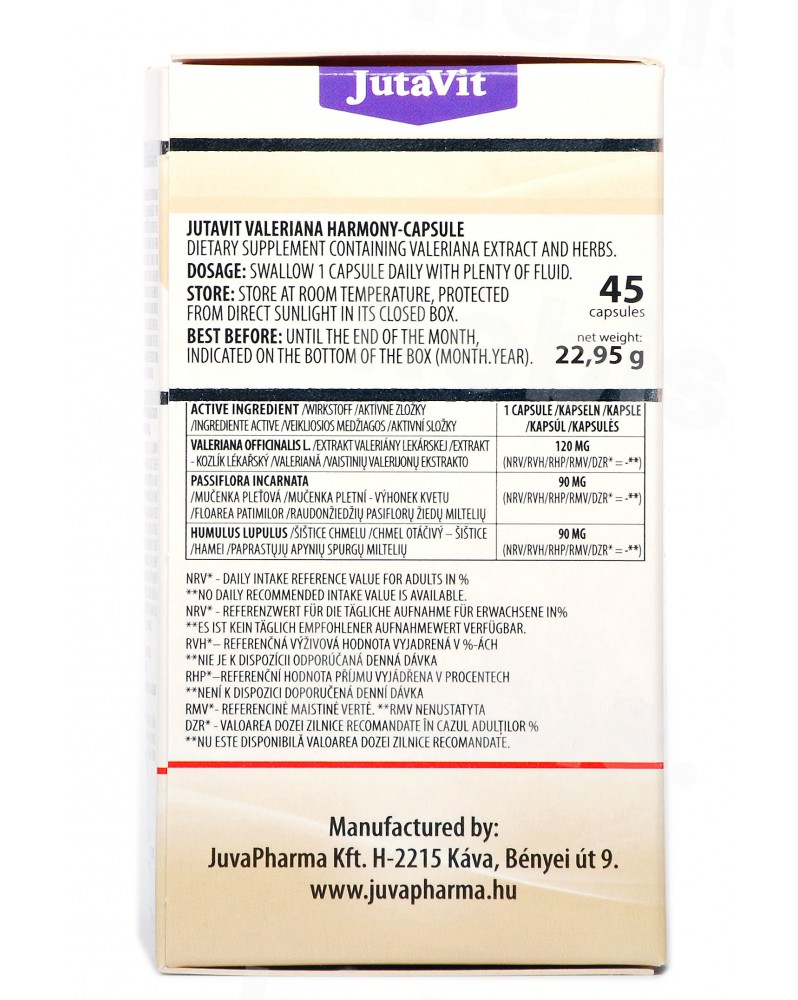 JutaVit
JUTAVIT VALERIANA HARMONY-CAPSULE
DIETARY SUPPLEMENT CONTAINING VALERIANA EXTRACT AND HERBS.
DOSAGE: SWALLOW 1 CAPSULE DAILY WITH PLENTY OF FLUID.
STORE: STORE AT ROOM TEMPERATURE, PROTECTED
FROM DIRECT SUNLIGHT IN ITS CLOSED BOX.
BEST BEFORE: UNTIL THE END OF THE MONTH,
INDICATED ON THE BOTTOM OF THE BOX (MONTH.YEAR).
45
capsules
net weight:
22,95 g
ACTIVE INGREDIENT /WIRKSTOFF /AKTIVNE ZLOŽKY
/INGREDIENTE ACTIVE /VEIKLIOSIOS MEDŽIAGOS /AKTIVNÍ SLOŽKY
1 CAPSULE /KAPSELN /KAPSLE
/KAPSÚL /KAPSULĖS
VALERIANA OFFICINALIS L. /EXTRAKT VALERIÁNY LEKÁRSKEJ /EXTRAKT
- KOZLÍK LÉKAŘSKÝ /VALERIANĂ /VAISTINIŲ VALERIJONŲ EKSTRAKTO
120 MG
(NRV/RVH/RHP/RMV/DZR* = -**)
PASSIFLORA INCARNATA
/MUČENKA PLEŤOVÁ /MUČENKA PLETNÍ - VÝHONEK KVETU
/FLOAREA PATIMILOR /RAUDONŽIEDŽIŲ PASIFLORŲ ŽIEDŲ MILTELIŲ
90 MG
(NRV/RVH/RHP/RMV/DZR* = -**)
HUMULUS LUPULUS /ŠIŠTICE CHMELU /CHMEL OTÁČIVÝ – ŠIŠTICE
/HAMEI /PAPRASTŲJŲ APYNIŲ SPURGŲ MILTELIŲ
90 MG
(NRV/RVH/RHP/RMV/DZR* = -**)
NRV* - DAILY INTAKE REFERENCE VALUE FOR ADULTS IN %
**NO DAILY RECOMMENDED INTAKE VALUE IS AVAILABLE.
NRV* - REFERENZWERT FÜR DIE TÄGLICHE AUFNAHME FÜR ERWACHSENE IN%
**ES IST KEIN TÄGLICH EMPFOHLENER AUFNAHMEWERT VERFÜGBAR.
RVH*– REFERENČNÁ VÝŽIVOVÁ HODNOTA VYJADRENÁ V %-ÁCH
**NIE JE K DISPOZÍCII ODPORÚČANÁ DENNÁ DÁVKA
RHP*–REFERENČNÍ HODNOTA PŘÍJMU VYJÁDŘENA V PROCENTECH
**NENÍ K DISPOZICI DOPORUČENÁ DENNÍ DÁVKA
RMV*- REFERENCINĖ MAISTINĖ VERTĖ. **RMV NENUSTATYTA
DZR* - VALOAREA DOZEI ZILNICE RECOMANDATE ÎN CAZUL ADULȚILOR %
**NU ESTE DISPONIBILĂ VALOAREA DOZEI ZILNICE RECOMANDATE.
Manufactured by:
JuvaPharma Kft. H-2215 Káva, Bényei út 9.
www.juvapharma.hu